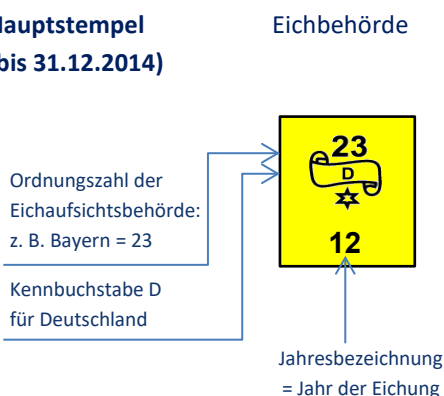 Hauptstempel
bis 31.12.2014)
Eichbehörde
23
D
12
Ordnungszahl der
Eichaufsichtsbehörde:
z. B. Bayern = 23
Kennbuchstabe D
für Deutschland
Jahresbezeichnung
= Jahr der Eichung